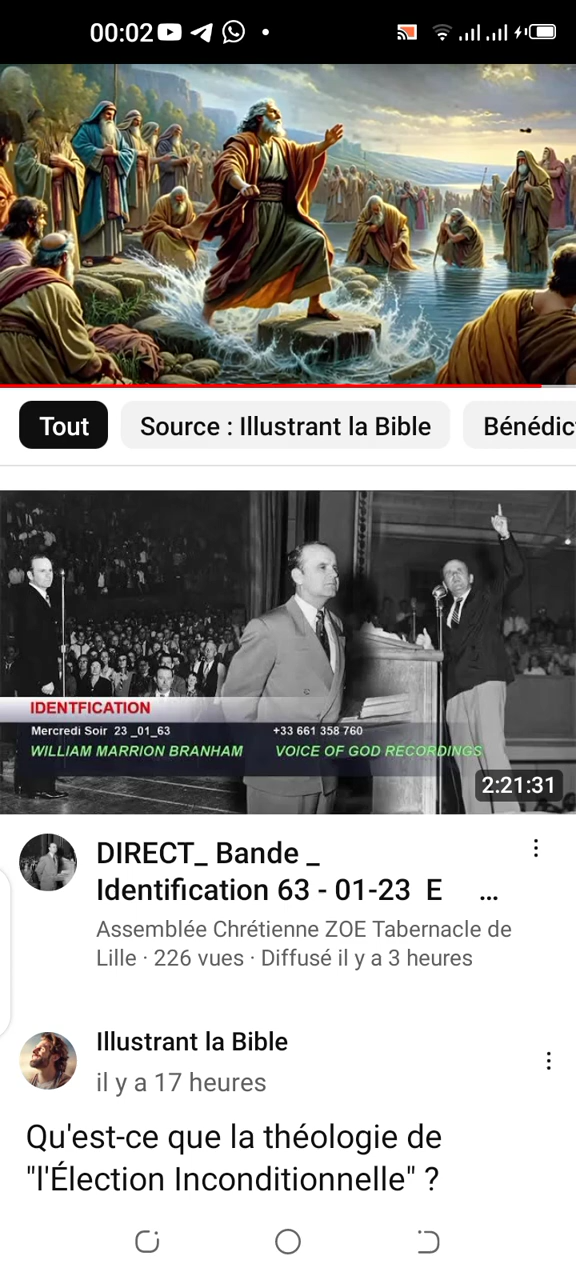 00:02
Tout
Source : Illustrant la Bible
Bénédic
IDENTFICATION
Mercredi Soir 23 _01_63
+33 661 358 760
WILLIAM MARRION BRANHAM
VOICE OF GOD RECORDINGS
2:21:31
DIRECT_ Bande _
Identification 63 - 01-23 E ...
Assemblée Chrétienne ZOE Tabernacle de
Lille · 226 vues · Diffusé il y a 3 heures
Illustrant la Bible
il y a 17 heures
Qu'est-ce que la théologie de
"l'Élection Inconditionnelle" ?